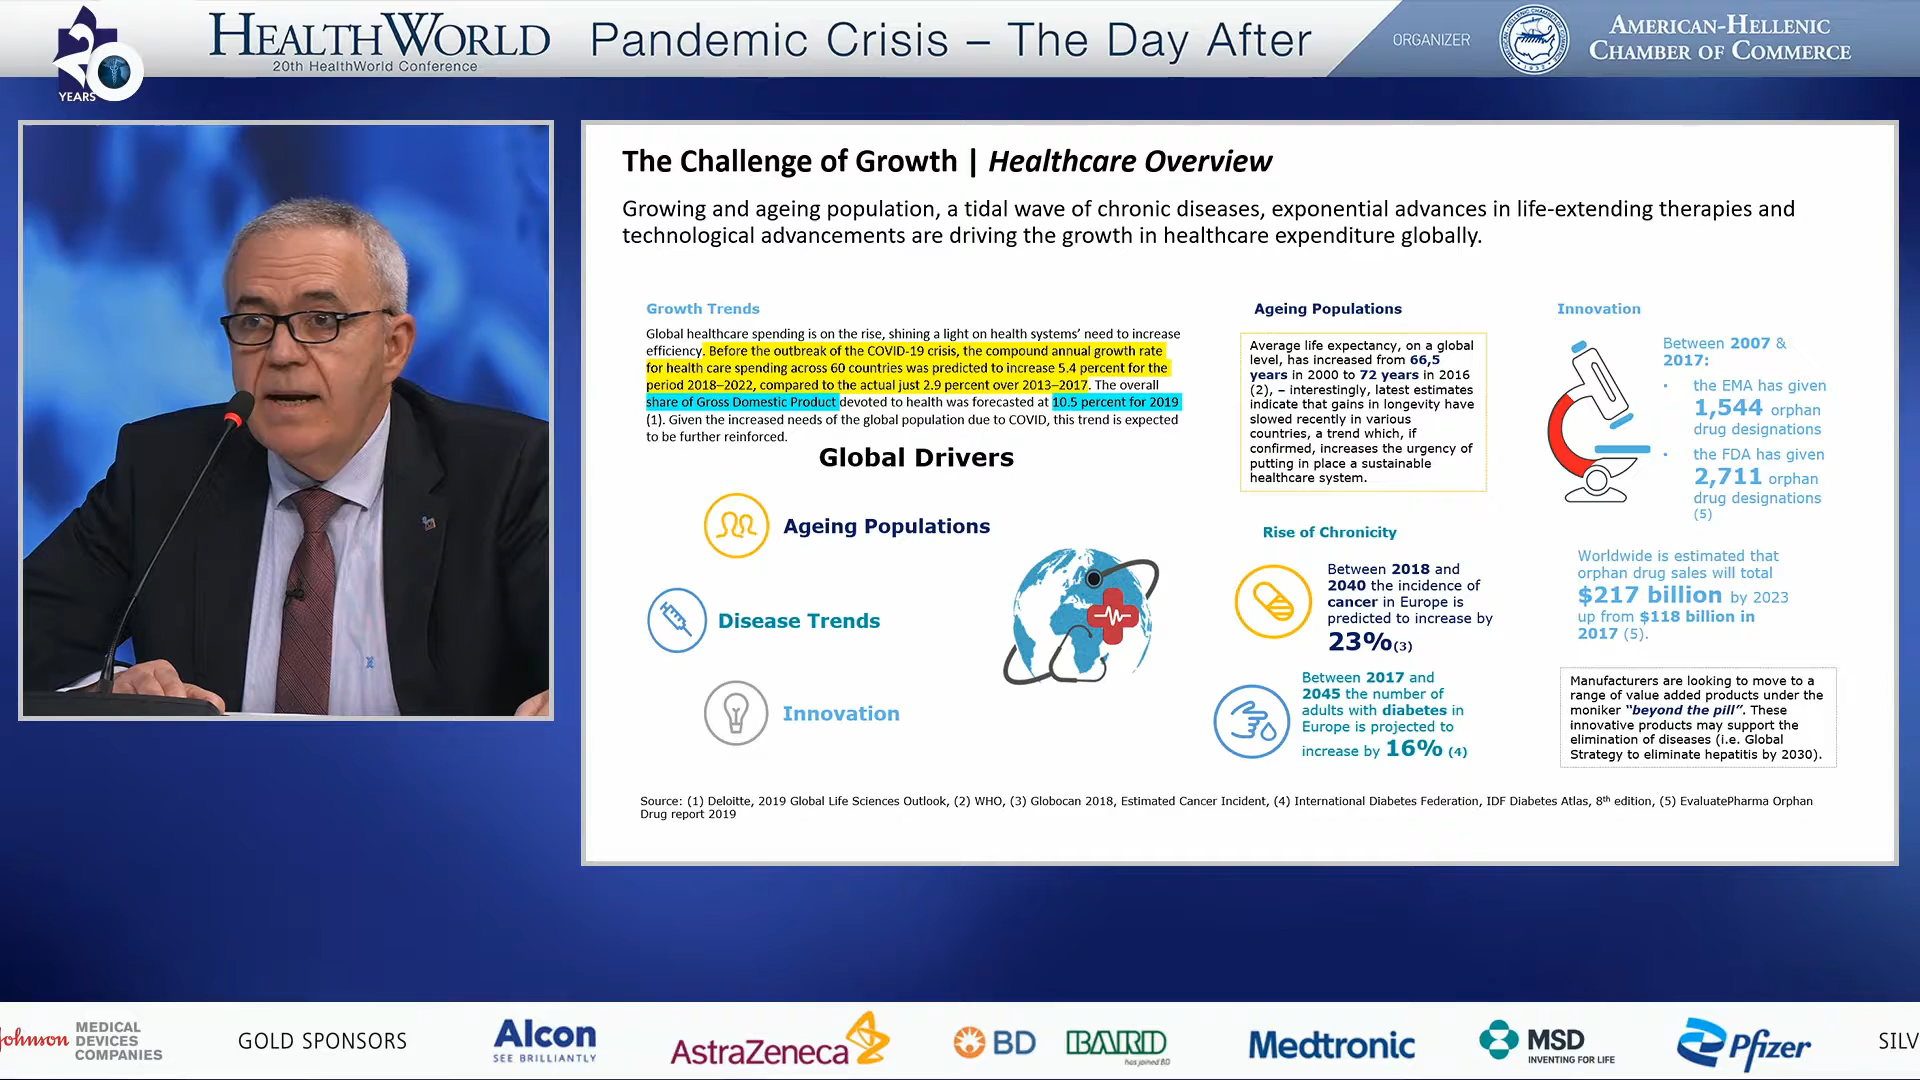 20
YEARS
HEALTHWORLD
20th HealthWorld Conference
PANDEMIC CRISIS – THE DAY AFTER
ORGANIZER
AMERICAN-HELLENIC
CHAMBER OF COMMERCE
The Challenge of Growth | Healthcare Overview
Growing and ageing population, a tidal wave of chronic diseases, exponential advances in life-extending therapies and
technological advancements are driving the growth in healthcare expenditure globally.
Growth Trends
Global healthcare spending is on the rise, shining a light on health systems’ need to increase
efficiency. Before the outbreak of the COVID-19 crisis, the compound annual growth rate
for health care spending across 60 countries was predicted to increase 5.4 percent for the
period 2018–2022, compared to the actual just 2.9 percent over 2013–2017. The overall
share of Gross Domestic Product devoted to health was forecasted at 10.5 percent for 2019
(1). Given the increased needs of the global population due to COVID, this trend is expected
to be further reinforced.
Global Drivers
Ageing Populations
Disease Trends
Innovation
Ageing Populations
Average life expectancy, on a global
level, has increased from 66,5
years in 2000 to 72 years in 2016
(2), – interestingly, latest estimates
indicate that gains in longevity have
slowed recently in various
countries, a trend which, if
confirmed, increases the urgency of
putting in place a sustainable
healthcare system.
Rise of Chronicity
Between 2018 and
2040 the incidence of
cancer in Europe is
predicted to increase by
23%(3)
Between 2017 and
2045 the number of
adults with diabetes in
Europe is projected to
increase by 16% (4)
Innovation
Between 2007 &
2017:
• the EMA has given
1,544 orphan
drug designations
• the FDA has given
2,711 orphan
drug designations
(5)
Worldwide is estimated that
orphan drug sales will total
$217 billion by 2023
up from $118 billion in
2017 (5).
Manufacturers are looking to move to a
range of value added products under the
moniker “beyond the pill”. These
innovative products may support the
elimination of diseases (i.e. Global
Strategy to eliminate hepatitis by 2030).
Source: (1) Deloitte, 2019 Global Life Sciences Outlook, (2) WHO, (3) Globocan 2018, Estimated Cancer Incident, (4) International Diabetes Federation, IDF Diabetes Atlas, 8th edition, (5) EvaluatePharma Orphan
Drug report 2019
Johnson
MEDICAL
DEVICES
COMPANIES
GOLD SPONSORS
Alcon
SEE BRILLIANTLY
AstraZeneca
BD
BARD
has joined BD
Medtronic
MSD
INVENTING FOR LIFE
Pfizer
SILV